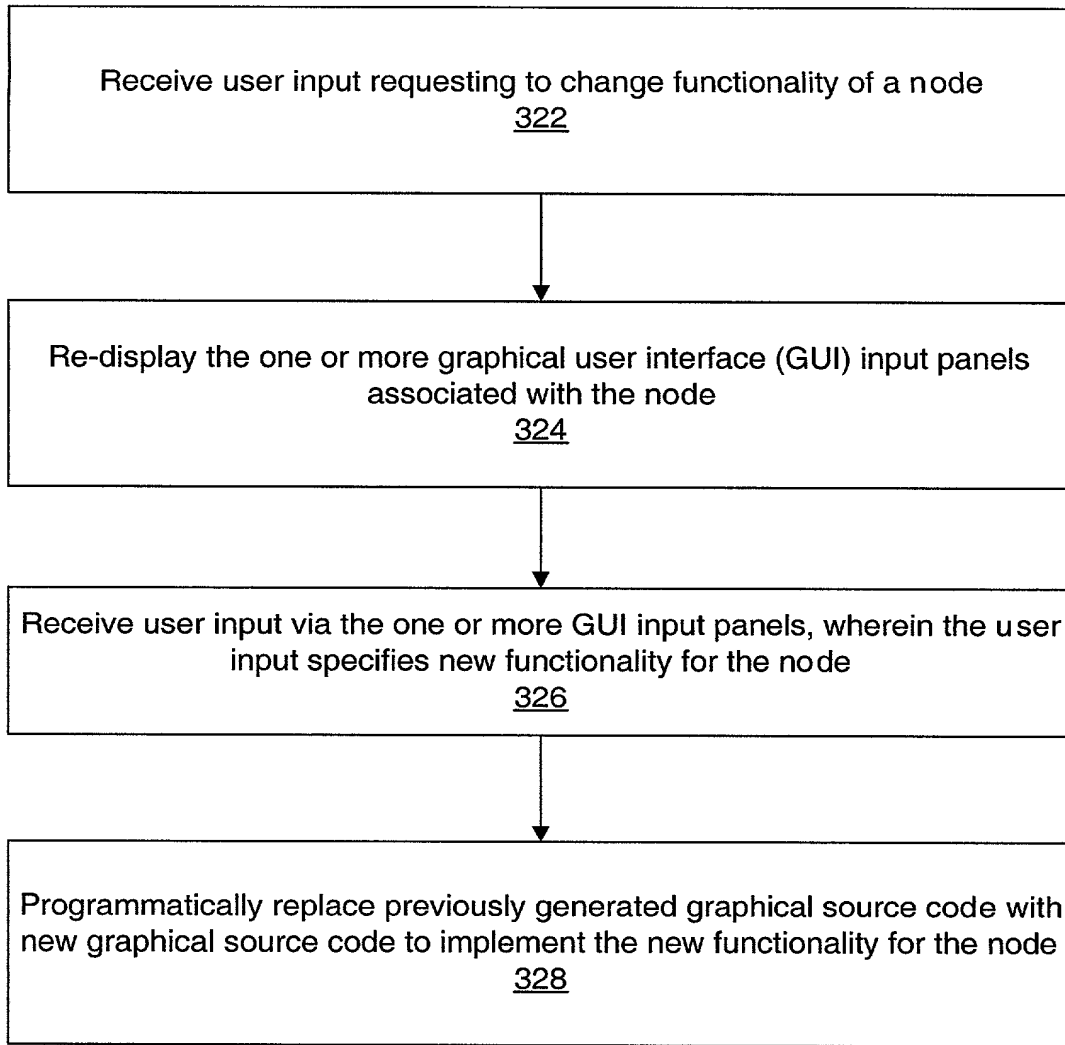 Receive user input requesting to change functionality of a node
322
Re-display the one or more graphical user interface (GUI) input panels
associated with the node
324
Receive user input via the one or more GUI input panels, wherein the user
input specifies new functionality for the node
326
Programmatically replace previously generated graphical source code with
new graphical source code to implement the new functionality for the node
328